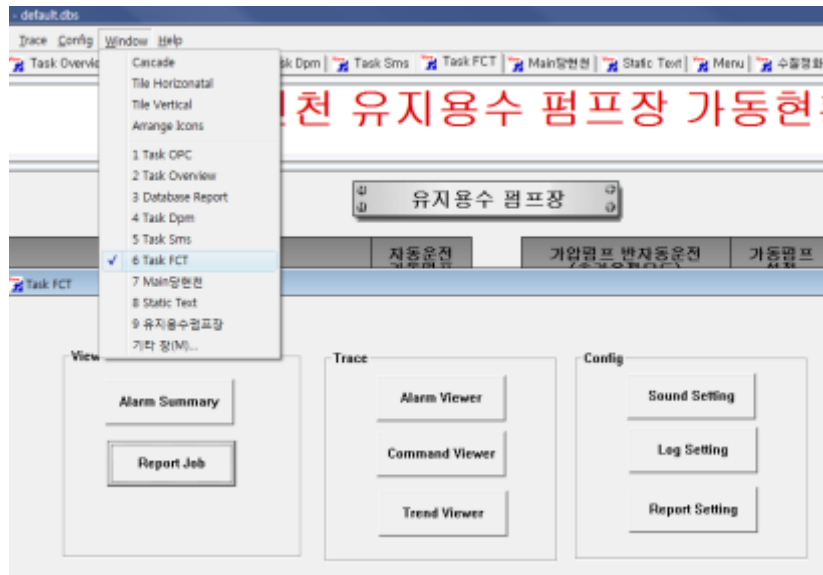 - default.dbs
Trace Config Window Help
Task Overvie
sk Dpm
Task Sms
Task FCT
Main당현천
Static Text
Menu
수질정화
Cascade
Tile Horizonatal
Tile Vertical
Arrange Icons
1 Task OPC
2 Task Overview
3 Database Report
4 Task Dpm
5 Task Sms
6 Task FCT
7 Main당현천
8 Static Text
9 유지용수펌프장
기타 창(M)...
천 유지용수 펌프장 가동현
유지용수 펌프장
자동운전
가압펌프 반자동운전
가동펌프
Task FCT
View
Alarm Summary
Report Job
Trace
Alarm Viewer
Command Viewer
Trend Viewer
Config
Sound Setting
Log Setting
Report Setting